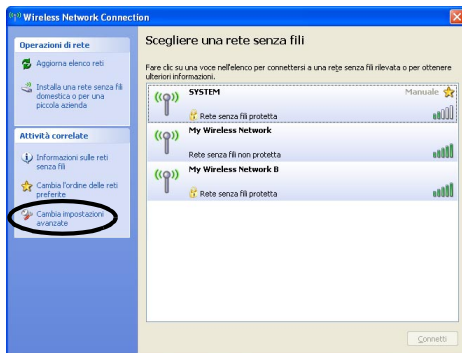 Wireless Network Connection
Operazioni di rete
Aggiorna elenco reti
Installa una rete senza fili
domestica o per una
piccola azienda
Attività correlate
Informazioni sulle reti
senza fili
Cambia l'ordine delle reti
preferite
Cambia impostazioni
avanzate
Scegliere una rete senza fili
Fare clic su una voce nell'elenco per connettersi a una rete senza fili rilevata o per ottenere
ulteriori informazioni.
SYSTEM
Manuale
Rete senza fili protetta
My Wireless Network
Rete senza fili non protetta
My Wireless Network B
Rete senza fili protetta
Connetti